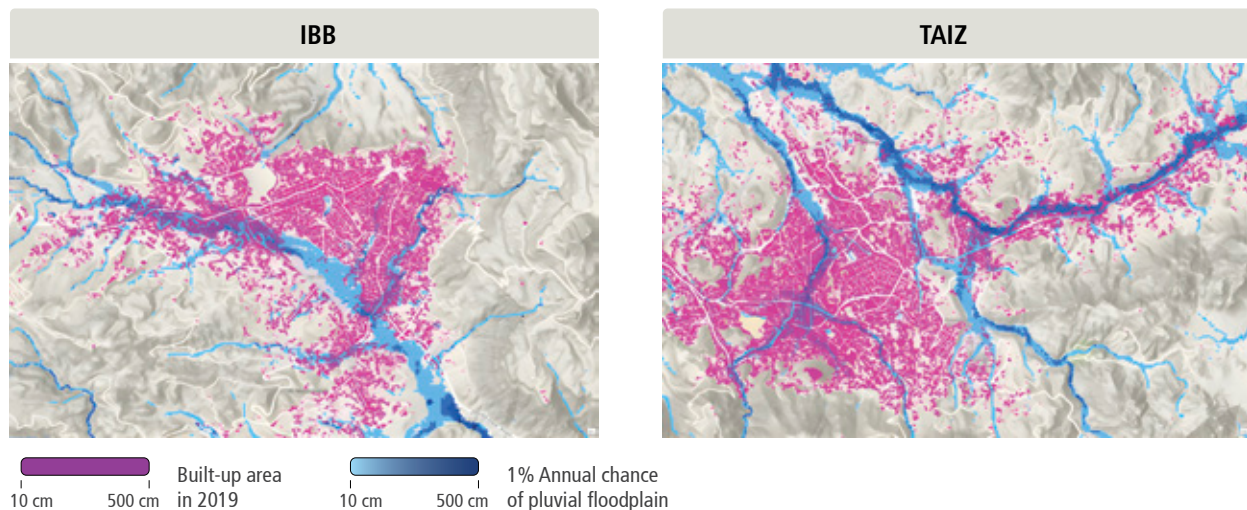 IBB
TAIZ
10 cm
500 cm
Built-up area
in 2019
10 cm
500 cm
1% Annual chance
of pluvial floodplain